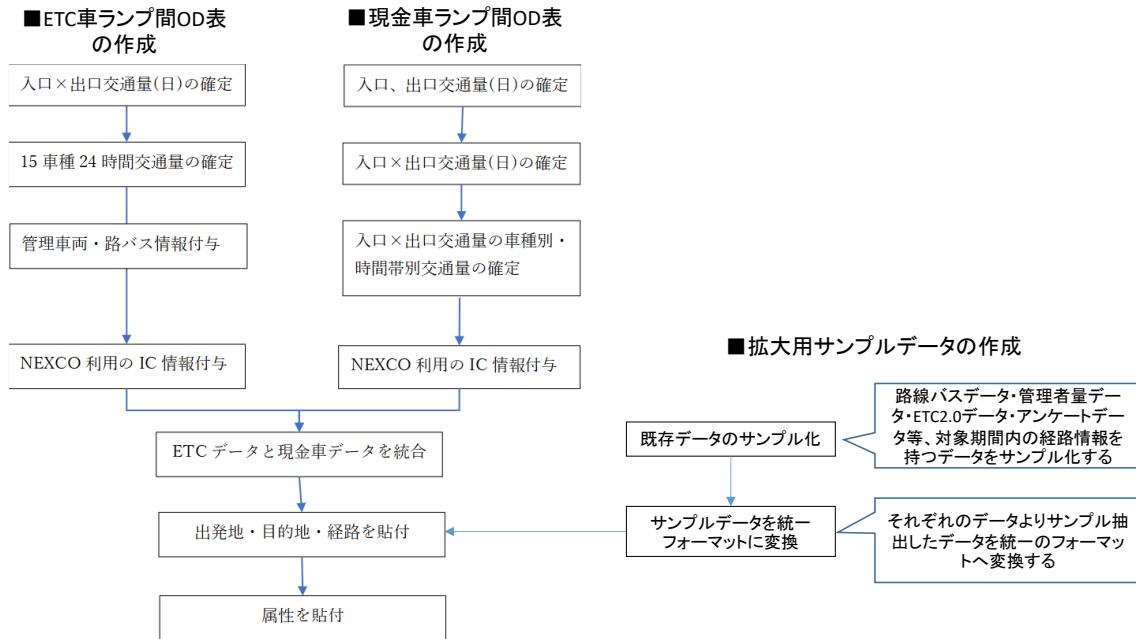 ■ETC車ランプ間OD表
の作成
入口×出口交通量(日)の確定
15 車種 24 時間交通量の確定
管理車両・路バス情報付与
NEXCO 利用の IC 情報付与
■現金車ランプ間OD表
の作成
入口、出口交通量(日)の確定
入口×出口交通量(日)の確定
入口×出口交通量の車種別・
時間帯別交通量の確定
NEXCO 利用の IC 情報付与
ETC データと現金車データを統合
出発地・目的地・経路を貼付
属性を貼付
■拡大用サンプルデータの作成
既存データのサンプル化
路線バスデータ・管理者量デー
タ・ETC2.0データ・アンケートデー
タ等、対象期間内の経路情報を
持つデータをサンプル化する
サンプルデータを統一
フォーマットに変換
それぞれのデータよりサンプル抽
出したデータを統一のフォーマッ
トへ変換する